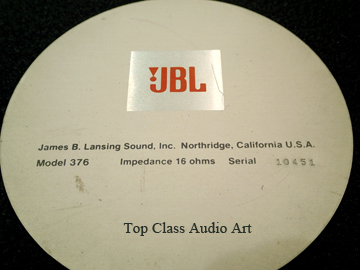 JBL
James B. Lansing Sound, Inc. Northridge, California U.S.A.
Model 376 Impedance 16 ohms Serial 10451
Top Class Audio Art